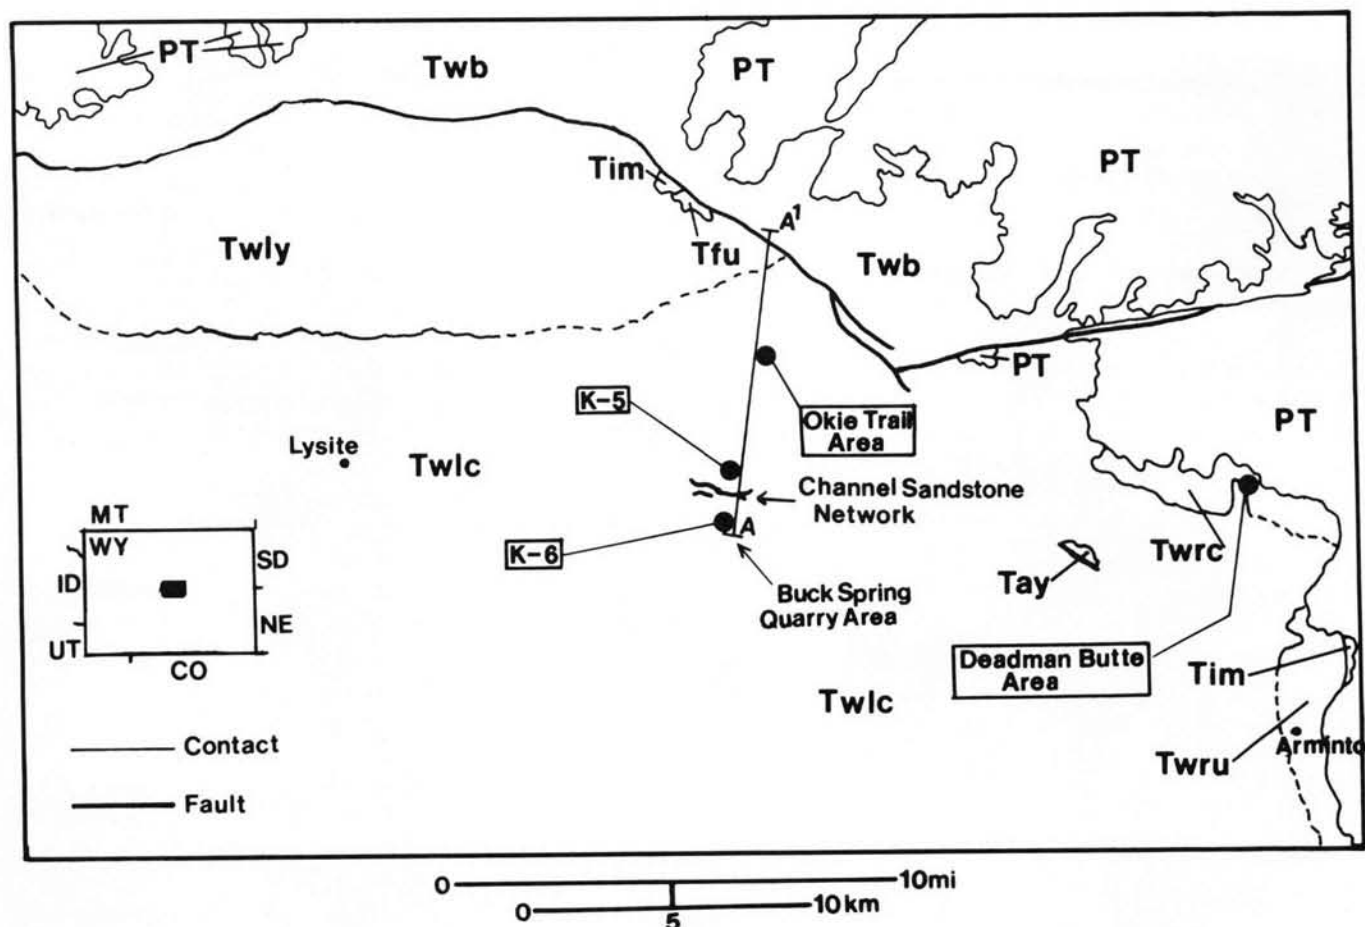 PT
Twb
PT
PT
Tim
A¹
Twly
Tfu
Twb
PT
K-5
Okie Trail
Area
PT
Lysite
Twlc
Channel Sandstone
Network
MT
WY
SD
ID
NE
UT
CO
K-6
A
Buck Spring
Quarry Area
Tay
Twrc
Deadman Butte
Area
Tim
Twlc
Contact
Arminto
Twru
Fault
0
10mi
0
5
10km